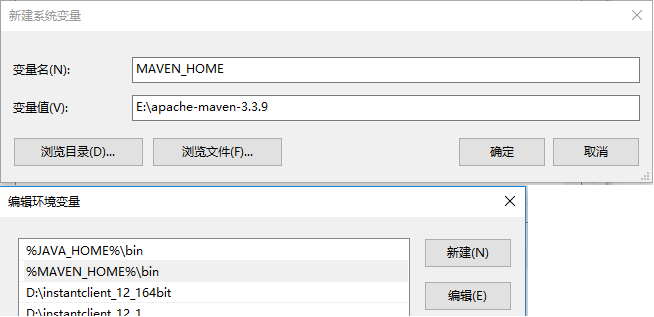 新建系统变量
变量名(N):
MAVEN_HOME
变量值(V):
E:\apache-maven-3.3.9
浏览目录(D)...
浏览文件(F)...
确定
取消
编辑环境变量
%JAVA_HOME%\bin
新建(N)
%MAVEN_HOME%\bin
D:\instantclient_12_164bit
编辑(E)
D:\instantclient_12_1